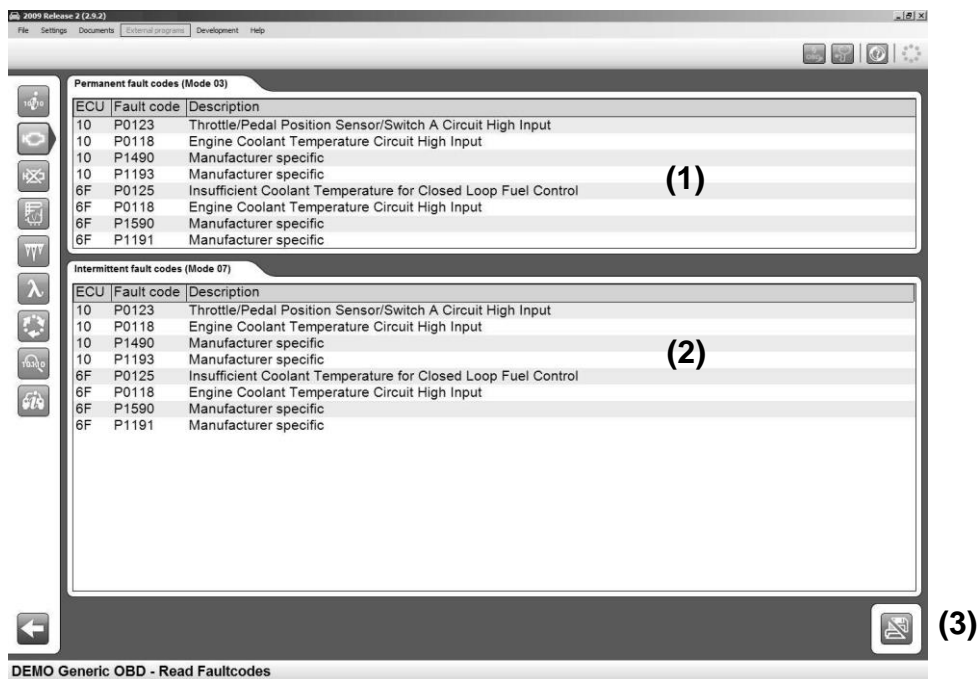 2009 Release 2 (2.9.2)
File Settings Documents External programs Development Help
Permanent fault codes (Mode 03)
ECU Fault code Description
10 P0123 Throttle/Pedal Position Sensor/Switch A Circuit High Input
10 P0118 Engine Coolant Temperature Circuit High Input
10 P1490 Manufacturer specific
10 P1193 Manufacturer specific
6F P0125 Insufficient Coolant Temperature for Closed Loop Fuel Control
6F P0118 Engine Coolant Temperature Circuit High Input
6F P1590 Manufacturer specific
6F P1191 Manufacturer specific
(1)
Intermittent fault codes (Mode 07)
ECU Fault code Description
10 P0123 Throttle/Pedal Position Sensor/Switch A Circuit High Input
10 P0118 Engine Coolant Temperature Circuit High Input
10 P1490 Manufacturer specific
10 P1193 Manufacturer specific
6F P0125 Insufficient Coolant Temperature for Closed Loop Fuel Control
6F P0118 Engine Coolant Temperature Circuit High Input
6F P1590 Manufacturer specific
6F P1191 Manufacturer specific
(2)
(3)
DEMO Generic OBD - Read Faultcodes